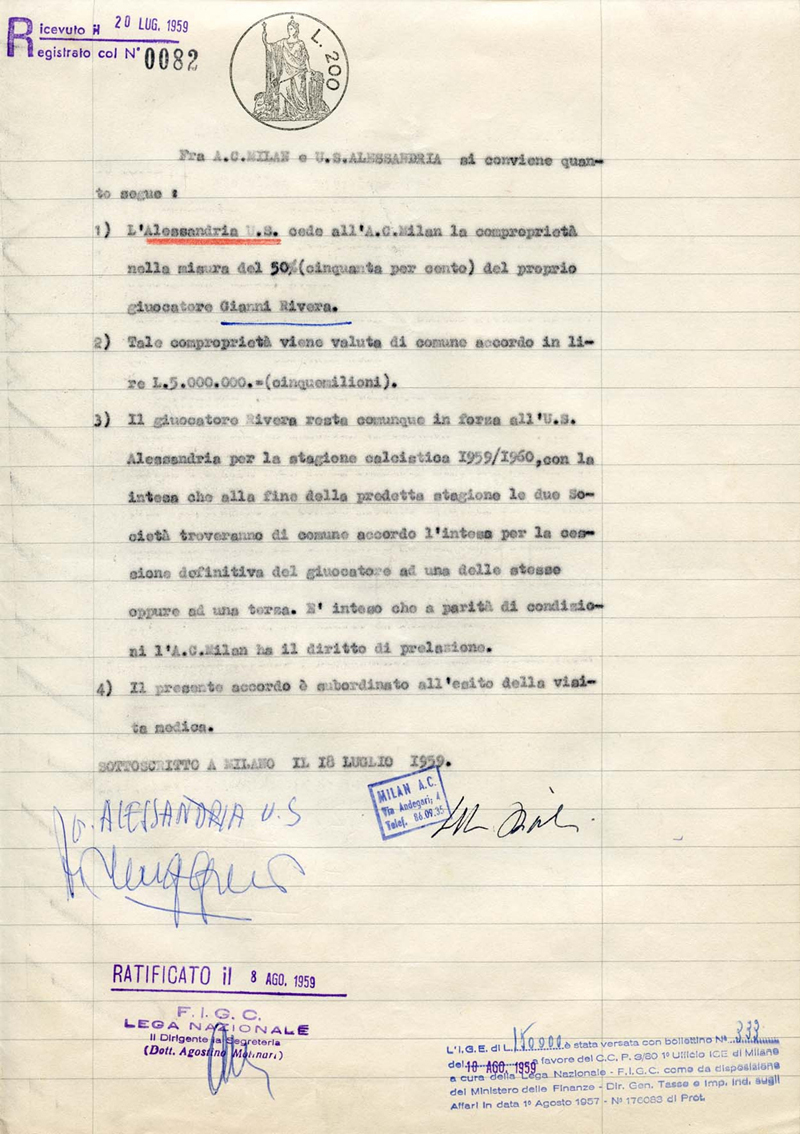 Ricevuto il 20 LUG. 1959
Registrato col N° 0082
L. 200
Fra A.C.MILAN e U.S.ALESSANDRIA si conviene quan-
to segue :
1) L'Alessandria U.S. cede all'A.C.Milan la comproprietà
nella misura del 50%(cinquanta per cento) del proprio
giuocatore Gianni Rivera.
2) Tale comproprietà viene valuta di comune accordo in li-
re L.5.000.000.=(cinquemilioni).
3) Il giuocatore Rivera resta comunque in forza all'U.S.
Alessandria per la stagione calcistica 1959/1960,con la
intesa che alla fine della predetta stagione le due So-
cietà troveranno di comune accordo l'intesa per la ces-
sione definitiva del giuocatore ad una delle stesse
oppure ad una terza. E' inteso che a parità di condizio-
ni l'A.C.Milan ha il diritto di prelazione.
4) Il presente accordo è subordinato all'esito della visi-
ta medica.
SOTTOSCRITTO A MILANO IL 18 LUGLIO 1959.
MILAN A.C.
Via Andegari, 4
Telef. 86.09.35
ALESSANDRIA U.S
RATIFICATO il 8 AGO. 1959
F.I.G.C.
LEGA NAZIONALE
Il Dirigente la Segreteria
(Dott. Agostino Molinari)
L'I.G.E. di L. 150000 è stata versata con bollettino N° 333
del 10 AGO. 1959 a favore del C.C.P. 3/60 1° Ufficio IGE di Milano
a cura della Lega Nazionale - F.I.G.C. come da disposizione
del Ministero delle Finanze - Dir. Gen. Tasse e Imp. Ind. sugli
Affari in data 1° Agosto 1957 - N° 176083 di Prot.